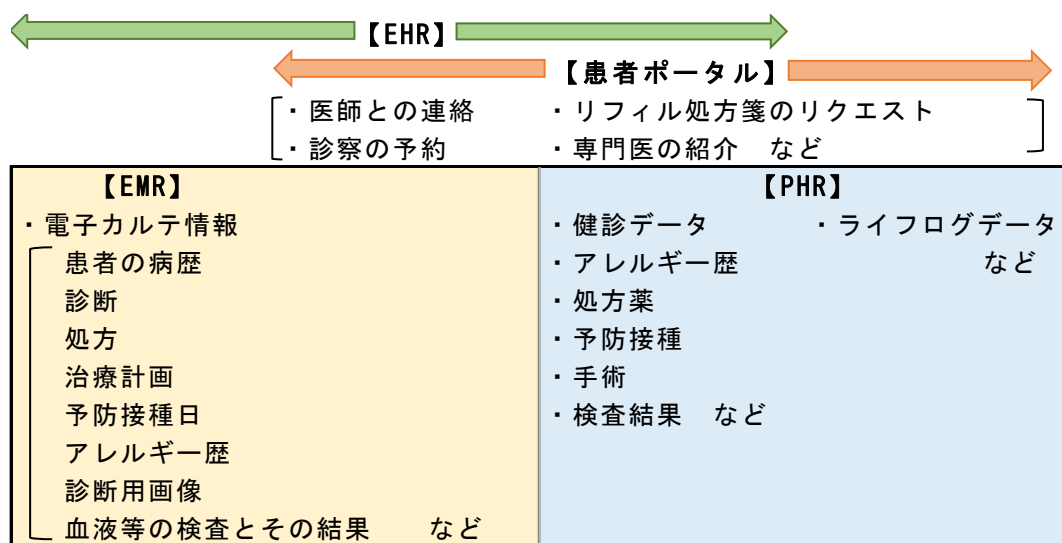 【EHR】
【患者ポータル】
・医師との連絡　　・リフィル処方箋のリクエスト
・診察の予約　　　・専門医の紹介　など
【EMR】
・電子カルテ情報
患者の病歴
診断
処方
治療計画
予防接種日
アレルギー歴
診断用画像
血液等の検査とその結果　　など
【PHR】
・健診データ　　　・ライフログデータ
・アレルギー歴　　　　　　　など
・処方薬
・予防接種
・手術
・検査結果　など